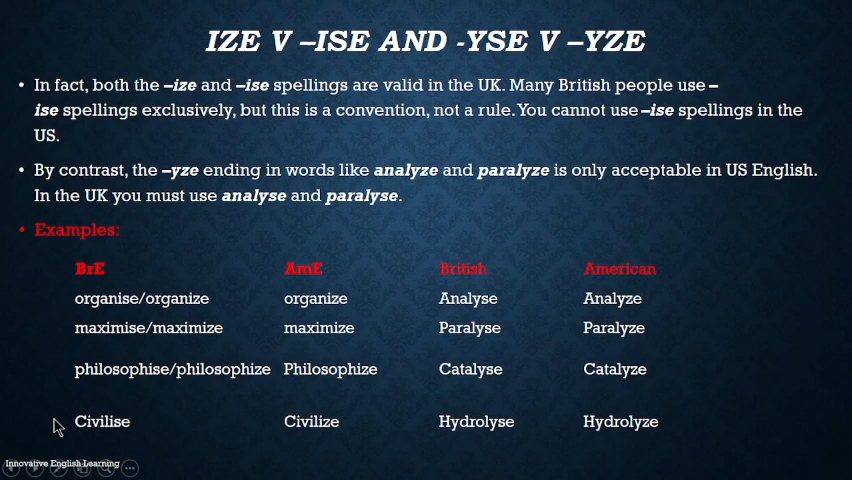 IZE V –ISE AND -YSE V –YZE
• In fact, both the –ize and –ise spellings are valid in the UK. Many British people use –
ise spellings exclusively, but this is a convention, not a rule. You cannot use –ise spellings in the
US.
• By contrast, the –yze ending in words like analyze and paralyze is only acceptable in US English.
In the UK you must use analyse and paralyse.
• Examples:
BrE AmE British American
organise/organize organize Analyse Analyze
maximise/maximize maximize Paralyse Paralyze
philosophise/philosophize Philosophize Catalyse Catalyze
Civilise Civilize Hydrolyse Hydrolyze
Innovative English Learning